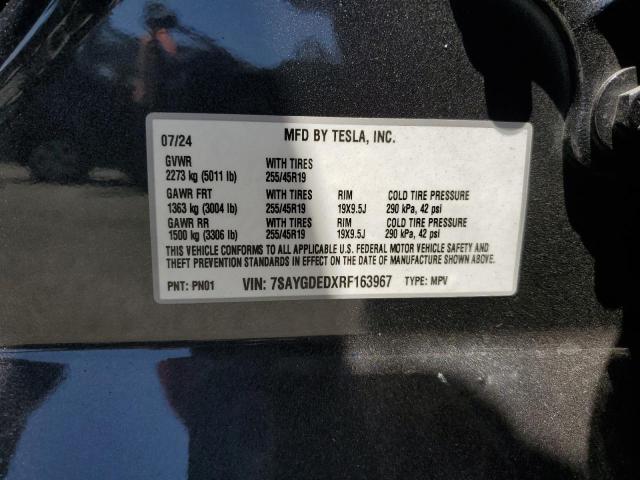 07/24 MFD BY TESLA, INC.
GVWR WITH TIRES
2273 kg (5011 lb) 255/45R19
GAWR FRT WITH TIRES RIM COLD TIRE PRESSURE
1363 kg (3004 lb) 255/45R19 19X9.5J 290 kPa, 42 psi
GAWR RR WITH TIRES RIM COLD TIRE PRESSURE
1500 kg (3306 lb) 255/45R19 19X9.5J 290 kPa, 42 psi
THIS VEHICLE CONFORMS TO ALL APPLICABLE U.S. FEDERAL MOTOR VEHICLE SAFETY AND
THEFT PREVENTION STANDARDS IN EFFECT ON THE DATE OF MANUFACTURE SHOWN ABOVE.
PNT: PN01 VIN: 7SAYGDEDXRF163967 TYPE: MPV